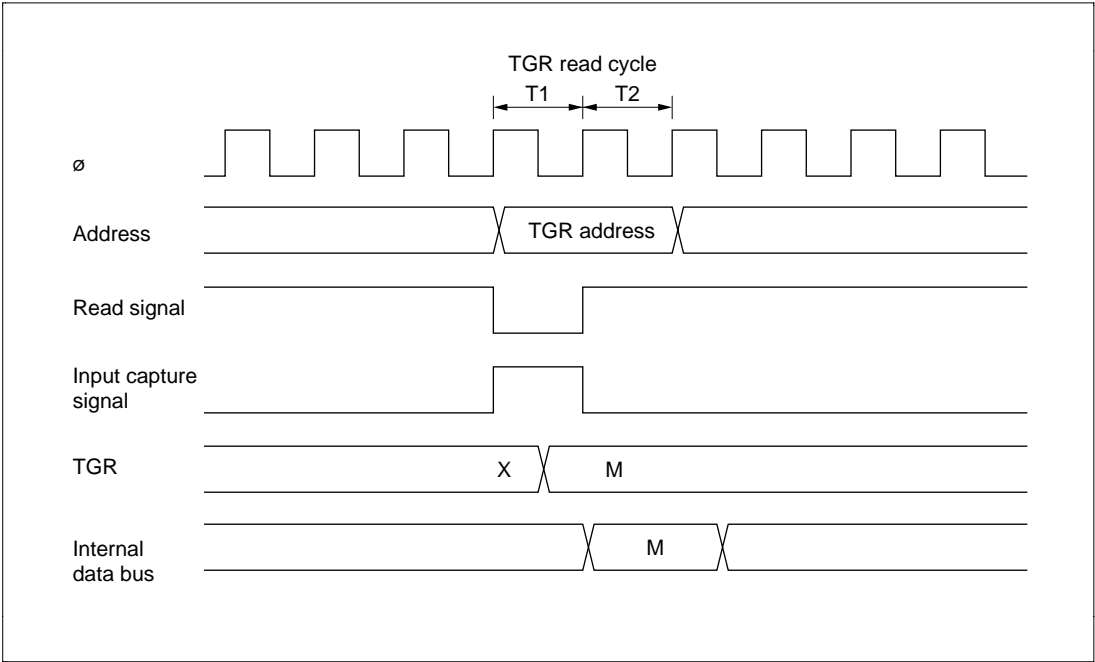 TGR read cycle
T1 T2
ø
Address
TGR address
Read signal
Input capture
signal
TGR
X M
Internal
data bus
M